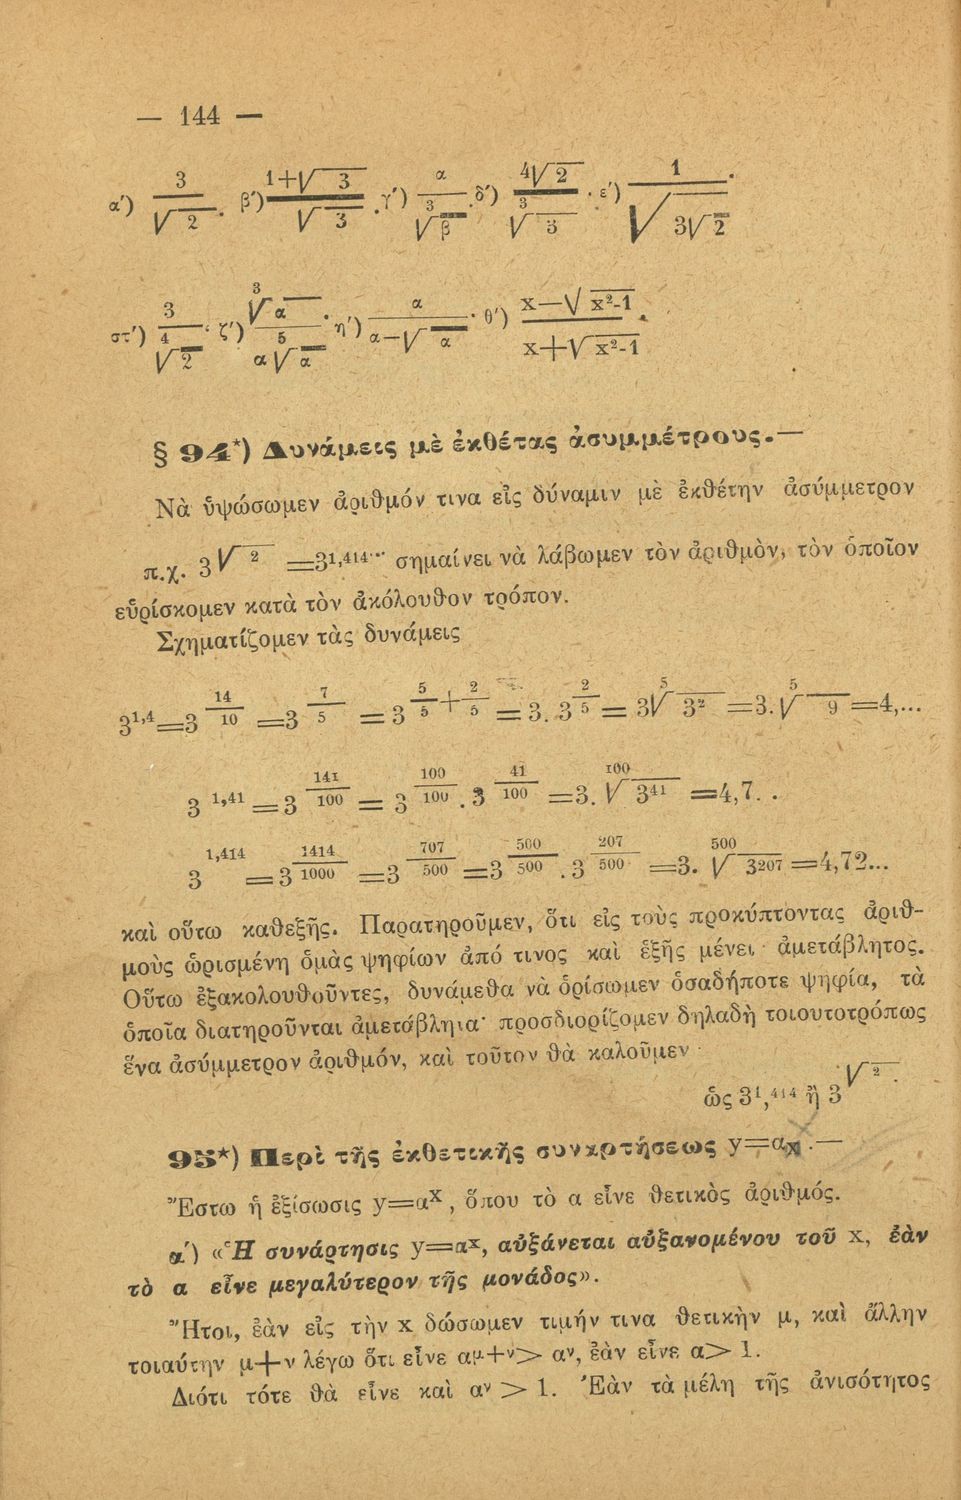 — 144 —
α′) 3/√2 · β′) 1+√3/√3 · γ′) α/∛β · δ′) 4√2/∛3 · ε′) 1/√(3√2) ·
στ′) 3/∜2 · ζ′) ∛α/α⁵√α · η′) α/α—√α · θ′) x—√(x²-1)/x+√(x²-1) ·
§ 94*) Δυνάμεις μὲ ἐκθέτας ἀσυμμέτρους.—
Νὰ ὑψώσωμεν ἀριθμόν τινα εἰς δύναμιν μὲ ἐκθέτην ἀσύμμετρον
π.χ. 3^√2 =3^1,414... σημαίνει νὰ λάβωμεν τὸν ἀριθμὸν, τὸν ὁποῖον
εὑρίσκομεν κατὰ τὸν ἀκόλουθον τρόπον.
Σχηματίζομεν τὰς δυνάμεις
3^1,4=3^14/10 =3^7/5 =3^5/5+2/5 =3.3^2/5= 3⁵√3² =3.⁵√9 =4,...
3^1,41=3^141/100 = 3^100/100 . 3^41/100 =3.¹⁰⁰√3⁴¹ =4,7. .
3^1,414 =3^1414/1000 =3^707/500 =3^500/500 . 3^207/500 =3. ⁵⁰⁰√3²⁰⁷ =4,72...
καὶ οὕτω καθεξῆς. Παρατηροῦμεν, ὅτι εἰς τοὺς προκύπτοντας ἀριθ-
μοὺς ὡρισμένη ὁμὰς ψηφίων ἀπό τινος καὶ ἑξῆς μένει ἀμετάβλητος.
Οὕτω ἐξακολουθοῦντες, δυνάμεθα νὰ ὁρίσωμεν ὁσαδήποτε ψηφία, τὰ
ὁποῖα διατηροῦνται ἀμετάβλητα· προσδιορίζομεν δηλαδὴ τοιουτοτρόπως
ἕνα ἀσύμμετρον ἀριθμόν, καὶ τοῦτον θὰ καλοῦμεν
ὡς 3^1,414 ἢ 3^√2.
95*) Περὶ τῆς ἐκθετικῆς συναρτήσεως y=αx.—
Ἔστω ἡ ἐξίσωσις y=αˣ, ὅπου τὸ α εἶνε θετικὸς ἀριθμός.
α′) «Ἡ συνάρτησις y=αˣ, αὐξάνεται αὐξανομένου τοῦ x, ἐὰν
τὸ α εἶνε μεγαλύτερον τῆς μονάδος».
Ἤτοι, ἐὰν εἰς τὴν x δώσωμεν τιμήν τινα θετικὴν μ, καὶ ἄλλην
τοιαύτην μ+ν λέγω ὅτι εἶνε α^μ+ν> α^ν, ἐὰν εἶνε α> 1.
Διότι τότε θὰ εἶνε καὶ α^ν > 1. Ἐὰν τὰ μέλη τῆς ἀνισότητος